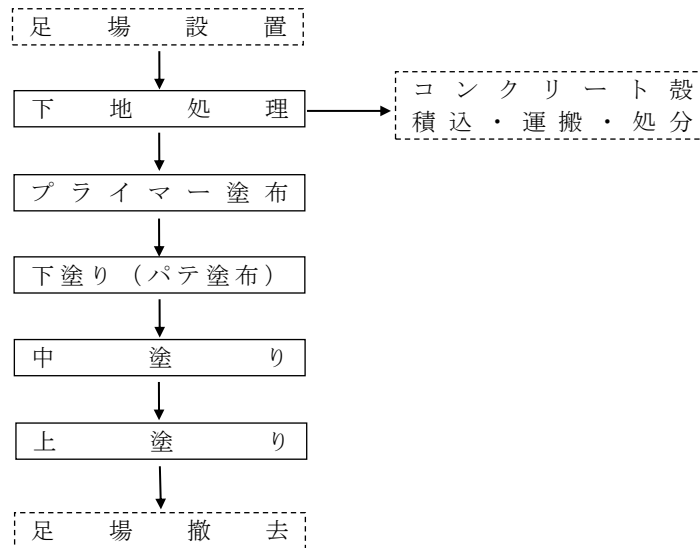 足場設置
下地処理
コンクリート殻
積込・運搬・処分
プライマー塗布
下塗り（パテ塗布）
中塗り
上塗り
足場撤去